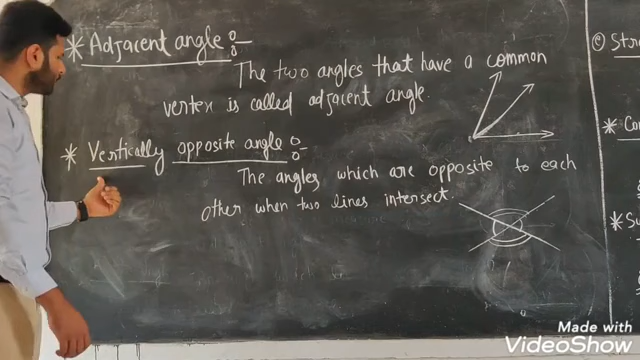 * Adjacent angle :-
The two angles that have a common
vertex is called adjacent angle.
* Vertically opposite angle :-
The angles which are opposite to each
other when two lines intersect.
(e)
*
*
Made with
VideoShow